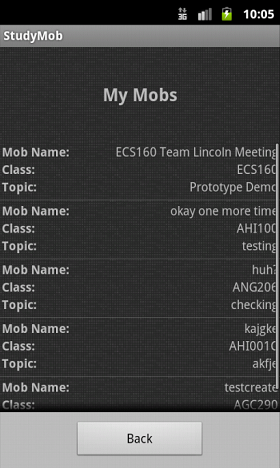 3G 10:05
StudyMob
My Mobs
Mob Name: ECS160 Team Lincoln Meeting
Class: ECS160
Topic: Prototype Demo
Mob Name: okay one more time
Class: AHI100
Topic: testing
Mob Name: huh?
Class: ANG206
Topic: checking
Mob Name: kajgke
Class: AHI001C
Topic: akfje
Mob Name: testcreate
Class: AGC290
Back